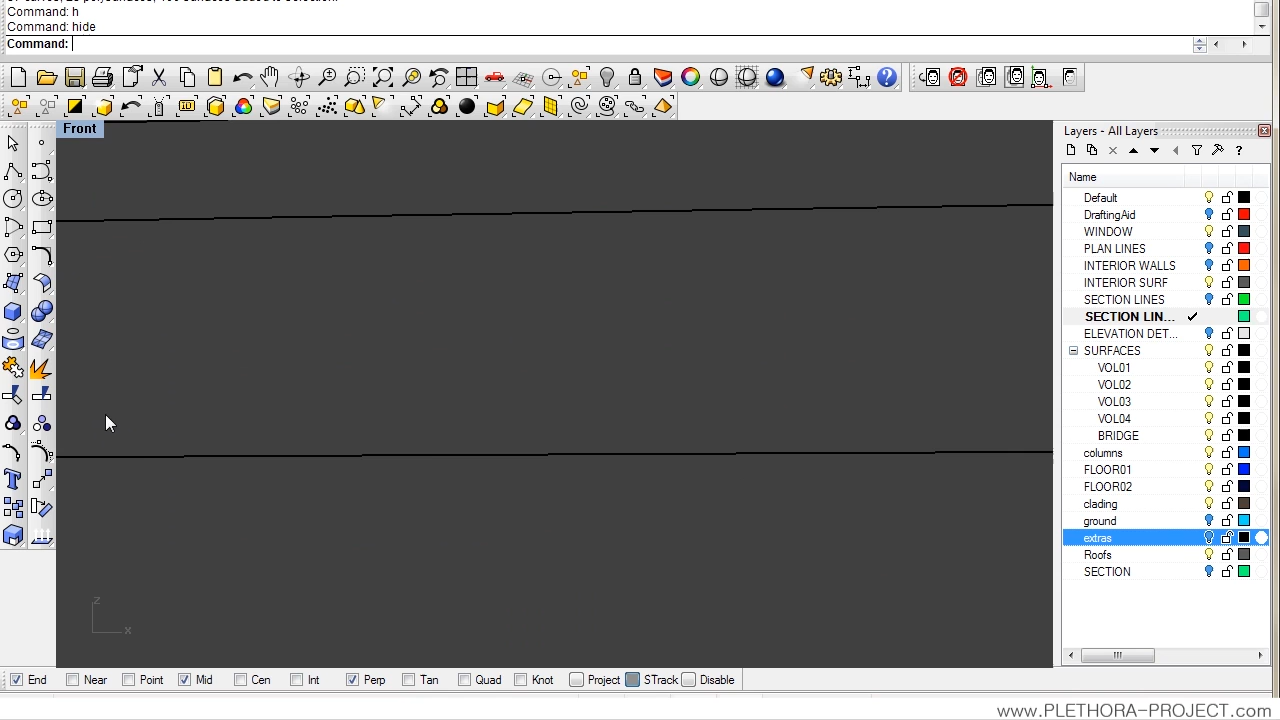 Command: h
Command: hide
Command:
Front
z
x
Layers - All Layers
Name
Default
DraftingAid
WINDOW
PLAN LINES
INTERIOR WALLS
INTERIOR SURF
SECTION LINES
SECTION LIN...
ELEVATION DET...
SURFACES
VOL01
VOL02
VOL03
VOL04
BRIDGE
columns
FLOOR01
FLOOR02
clading
ground
extras
Roofs
SECTION
End Near Point Mid Cen Int Perp Tan Quad Knot Project STrack Disable
www.PLETHORA-PROJECT.com